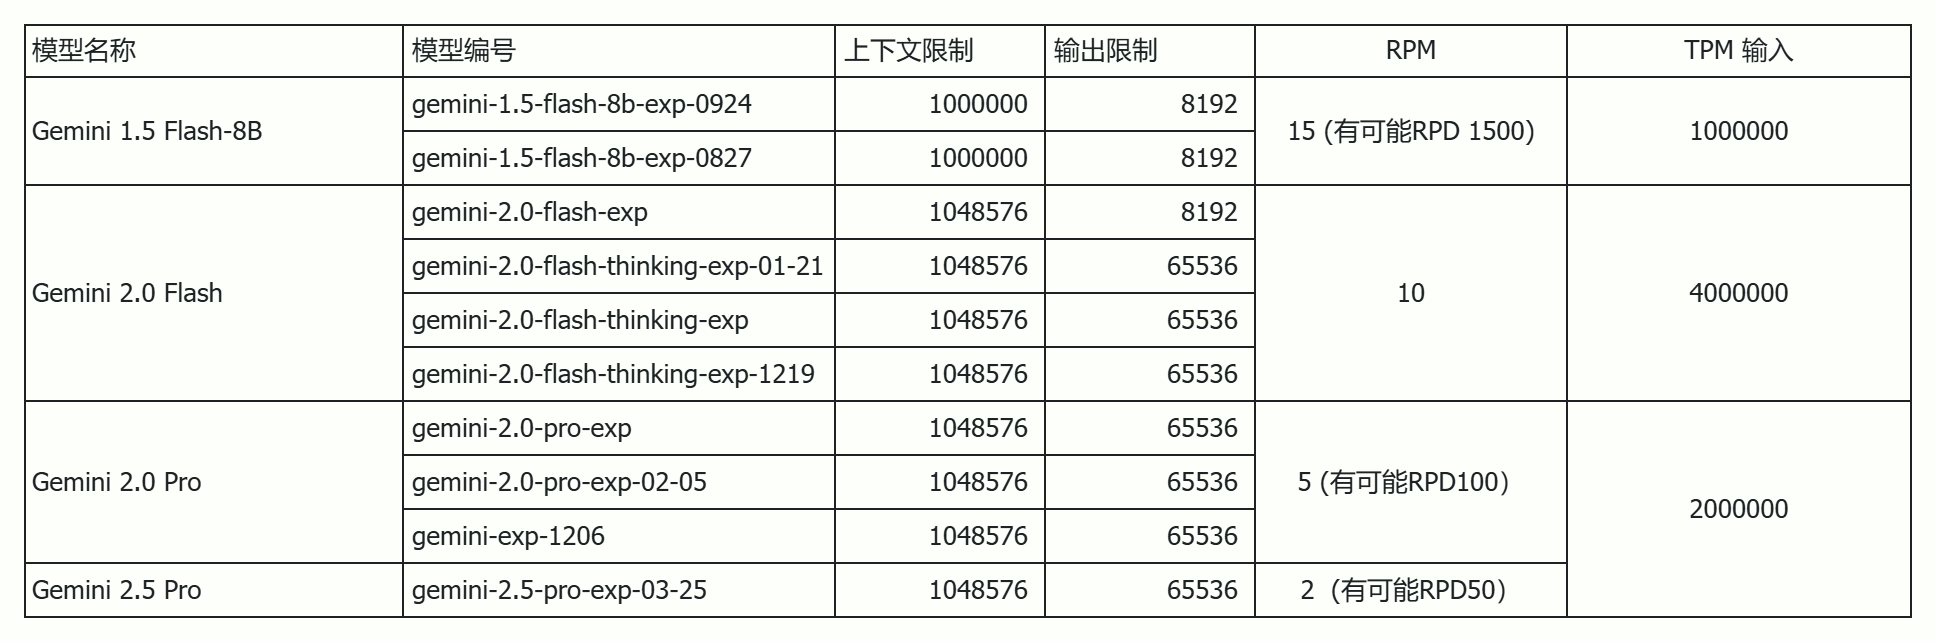 模型名称 模型编号 上下文限制 输出限制 RPM TPM 输入
Gemini 1.5 Flash-8B gemini-1.5-flash-8b-exp-0924 1000000 8192 15 (有可能RPD 1500) 1000000
gemini-1.5-flash-8b-exp-0827 1000000 8192
Gemini 2.0 Flash gemini-2.0-flash-exp 1048576 8192 10 4000000
gemini-2.0-flash-thinking-exp-01-21 1048576 65536
gemini-2.0-flash-thinking-exp 1048576 65536
gemini-2.0-flash-thinking-exp-1219 1048576 65536
Gemini 2.0 Pro gemini-2.0-pro-exp 1048576 65536 5 (有可能RPD100） 2000000
gemini-2.0-pro-exp-02-05 1048576 65536
gemini-exp-1206 1048576 65536
Gemini 2.5 Pro gemini-2.5-pro-exp-03-25 1048576 65536 2（有可能RPD50）